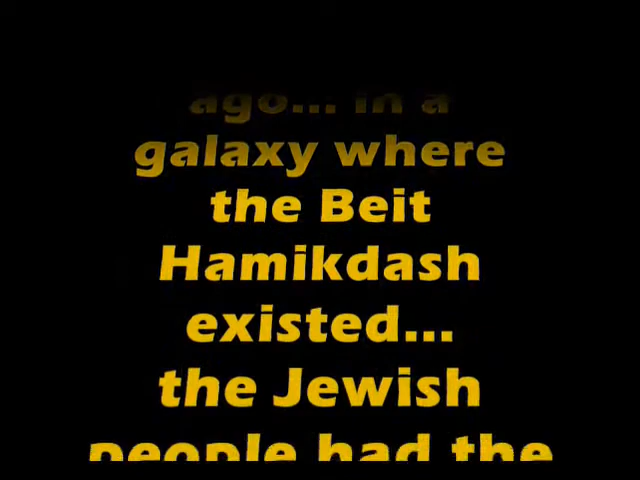 ago... in a
galaxy where
the Beit
Hamikdash
existed...
the Jewish
people had the